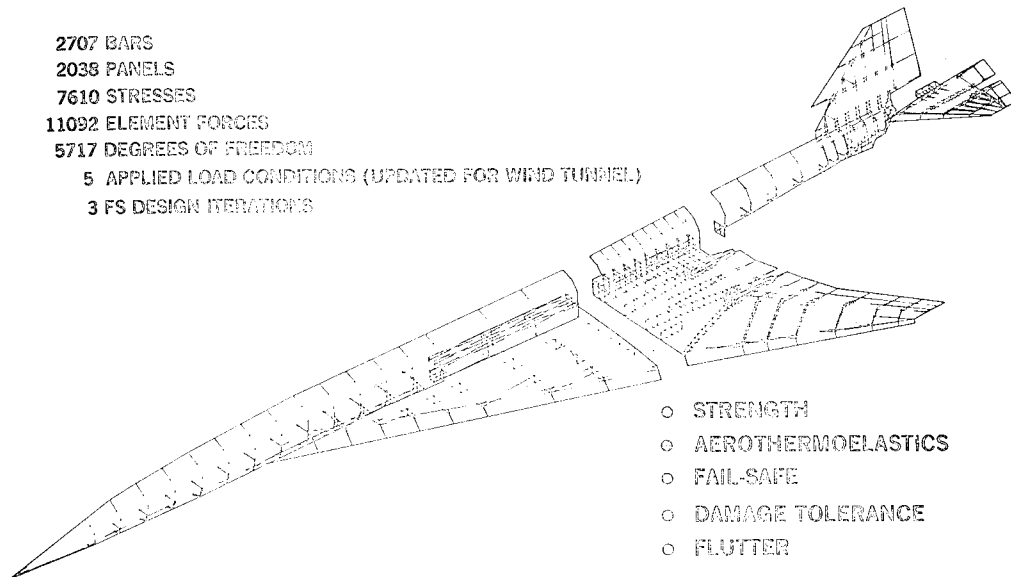 2707 BARS
2038 PANELS
7610 STRESSES
11092 ELEMENT FORCES
5717 DEGREES OF FREEDOM
5 APPLIED LOAD CONDITIONS (UPDATED FOR WIND TUNNEL)
3 FS DESIGN ITERATIONS
○ STRENGTH
○ AEROTHERMOELASTICS
○ FAIL-SAFE
○ DAMAGE TOLERANCE
○ FLUTTER